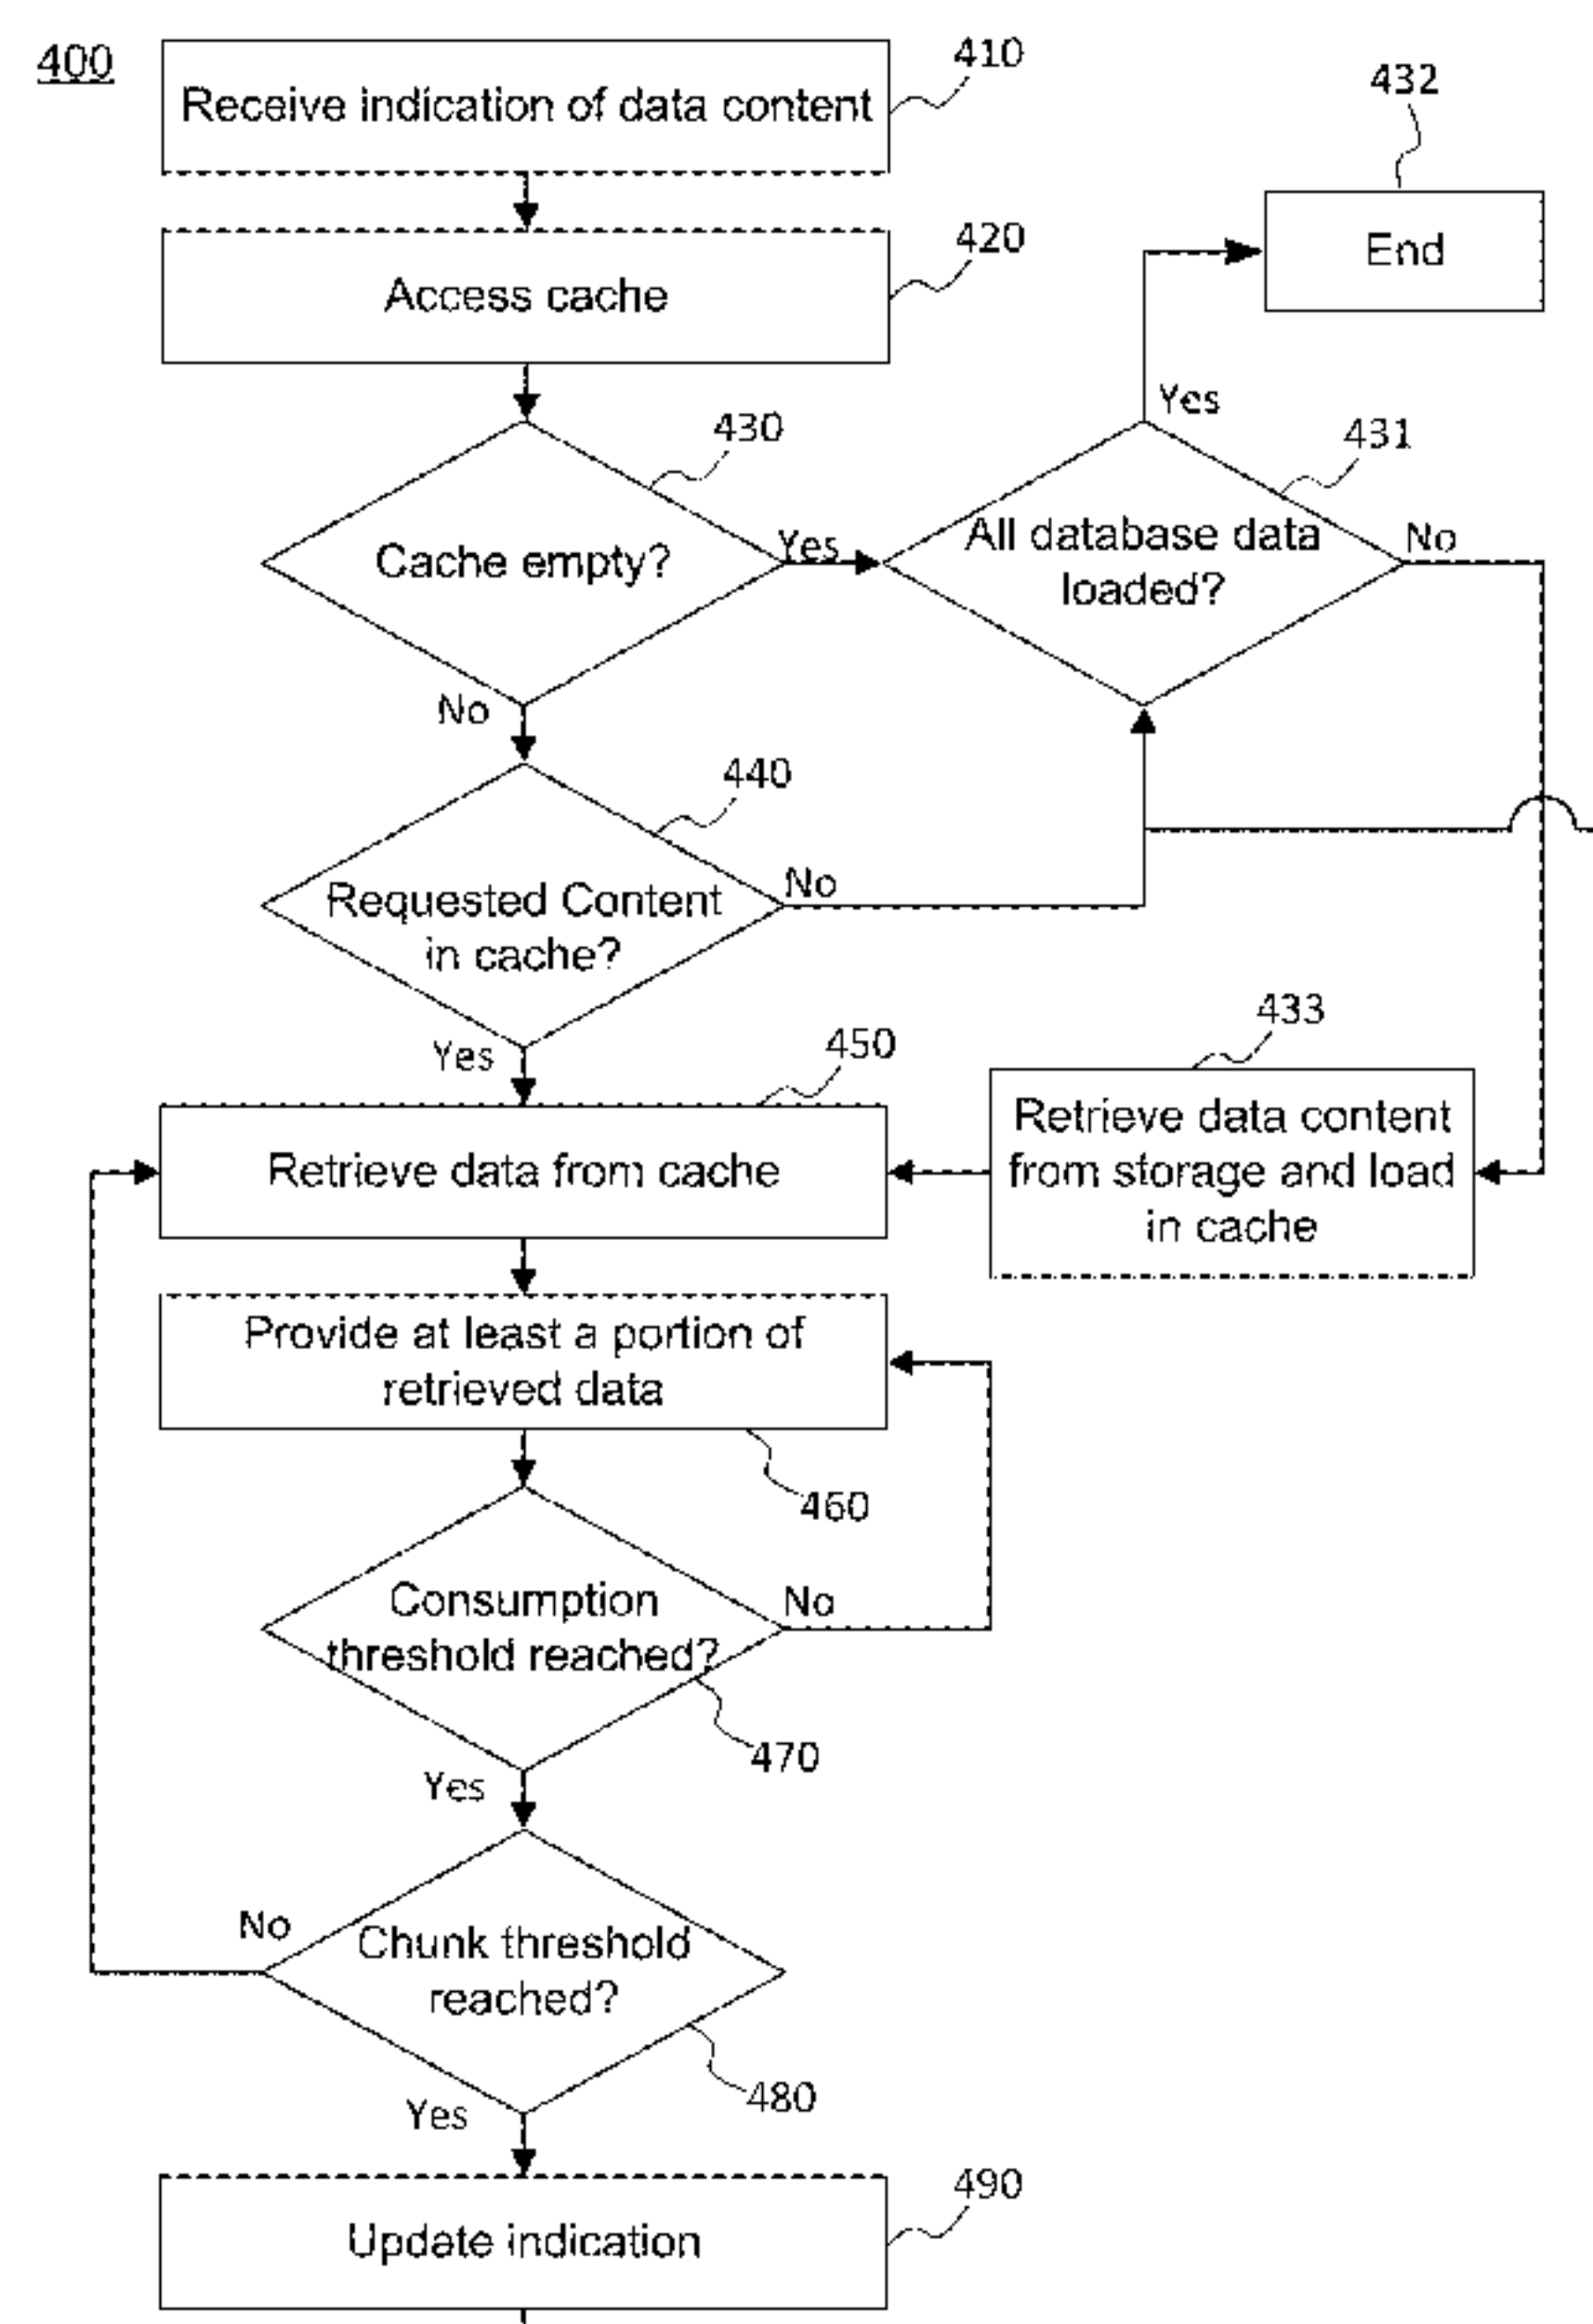 400
Receive indication of data content
410
432
End
Access cache
420
Yes
430
431
Cache empty?
Yes
All database data
loaded?
No
No
440
Requested Content
in cache?
No
Yes
450
433
Retrieve data from cache
Retrieve data content
from storage and load
in cache
Provide at least a portion of
retrieved data
460
Consumption
threshold reached?
No
470
Yes
No
Chunk threshold
reached?
480
Yes
490
Update indication